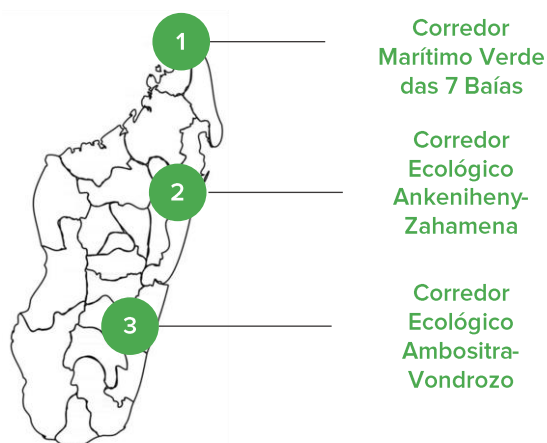 1
Corredor
Marítimo Verde
das 7 Baías
2
Corredor
Ecológico
Ankeniheny-
Zahamena
3
Corredor
Ecológico
Ambositra-
Vondrozo